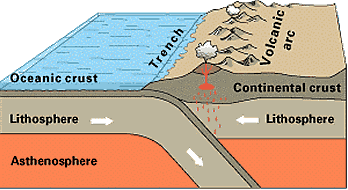 Oceanic crust
Trench
Volcanic
arc
Continental crust
Lithosphere
Lithosphere
Asthenosphere